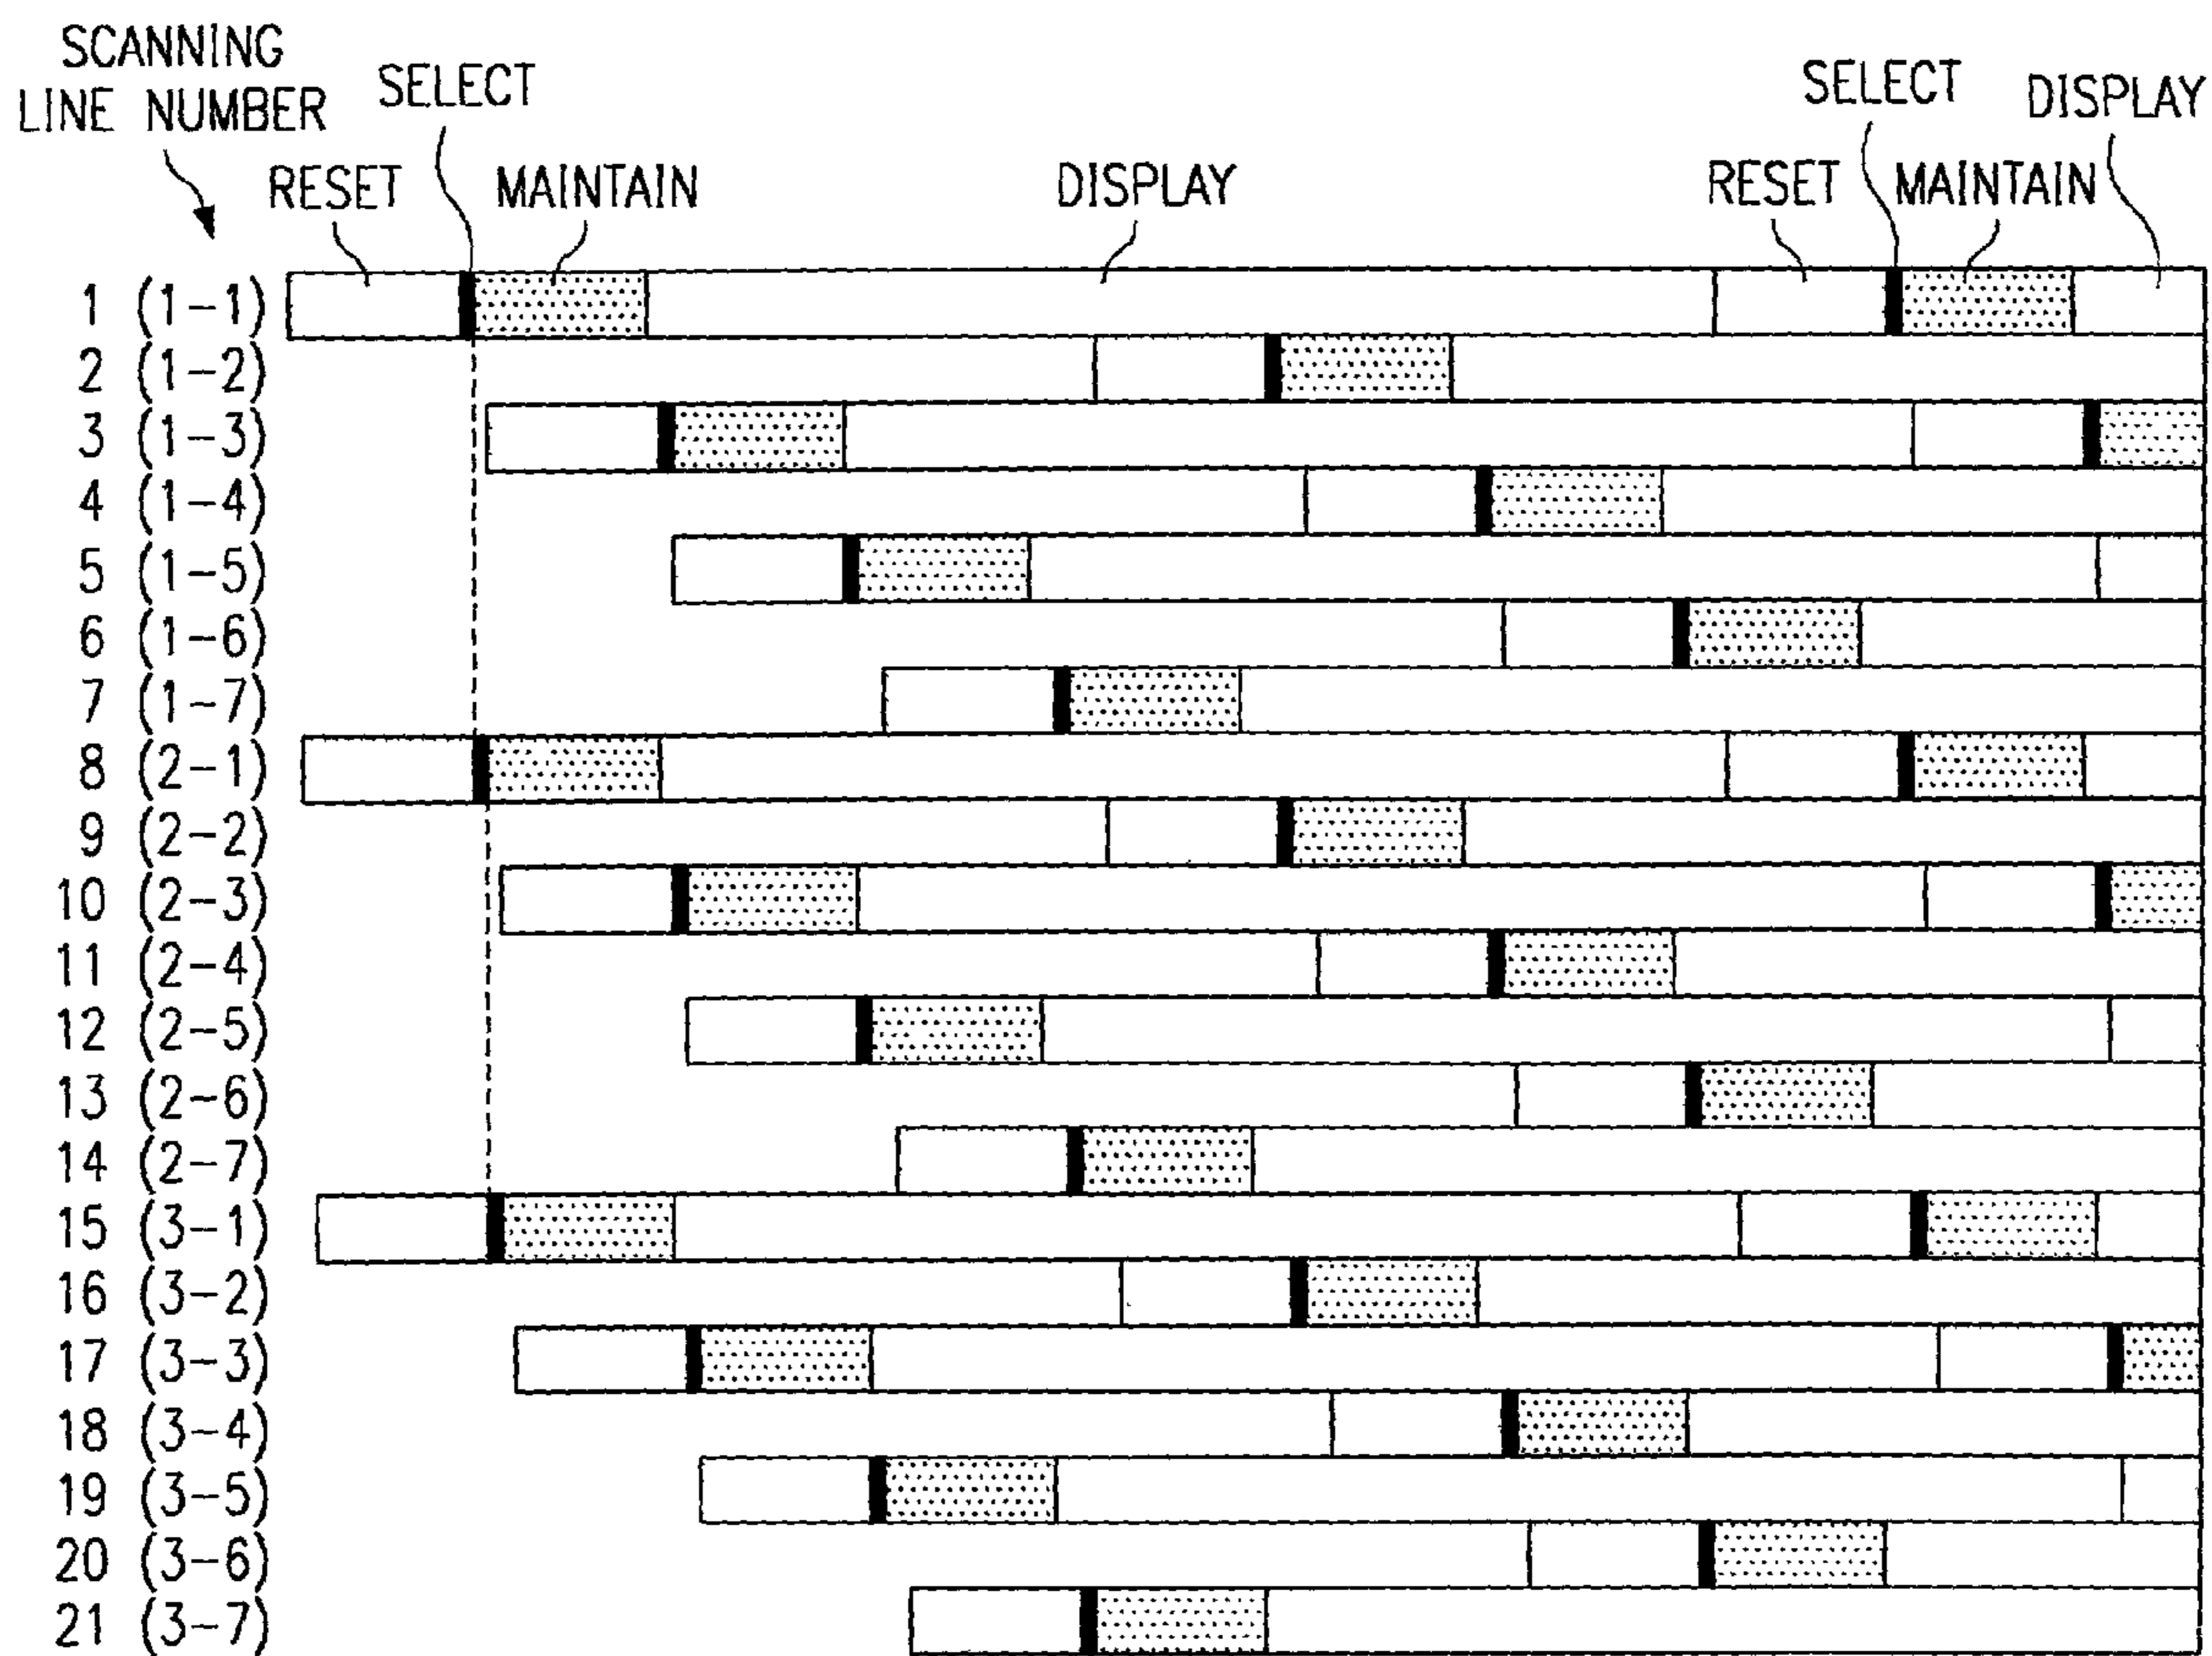 SCANNING
LINE NUMBER
SELECT
SELECT
DISPLAY
RESET
MAINTAIN
DISPLAY
RESET
MAINTAIN
1 (1-1)
2 (1-2)
3 (1-3)
4 (1-4)
5 (1-5)
6 (1-6)
7 (1-7)
8 (2-1)
9 (2-2)
10 (2-3)
11 (2-4)
12 (2-5)
13 (2-6)
14 (2-7)
15 (3-1)
16 (3-2)
17 (3-3)
18 (3-4)
19 (3-5)
20 (3-6)
21 (3-7)